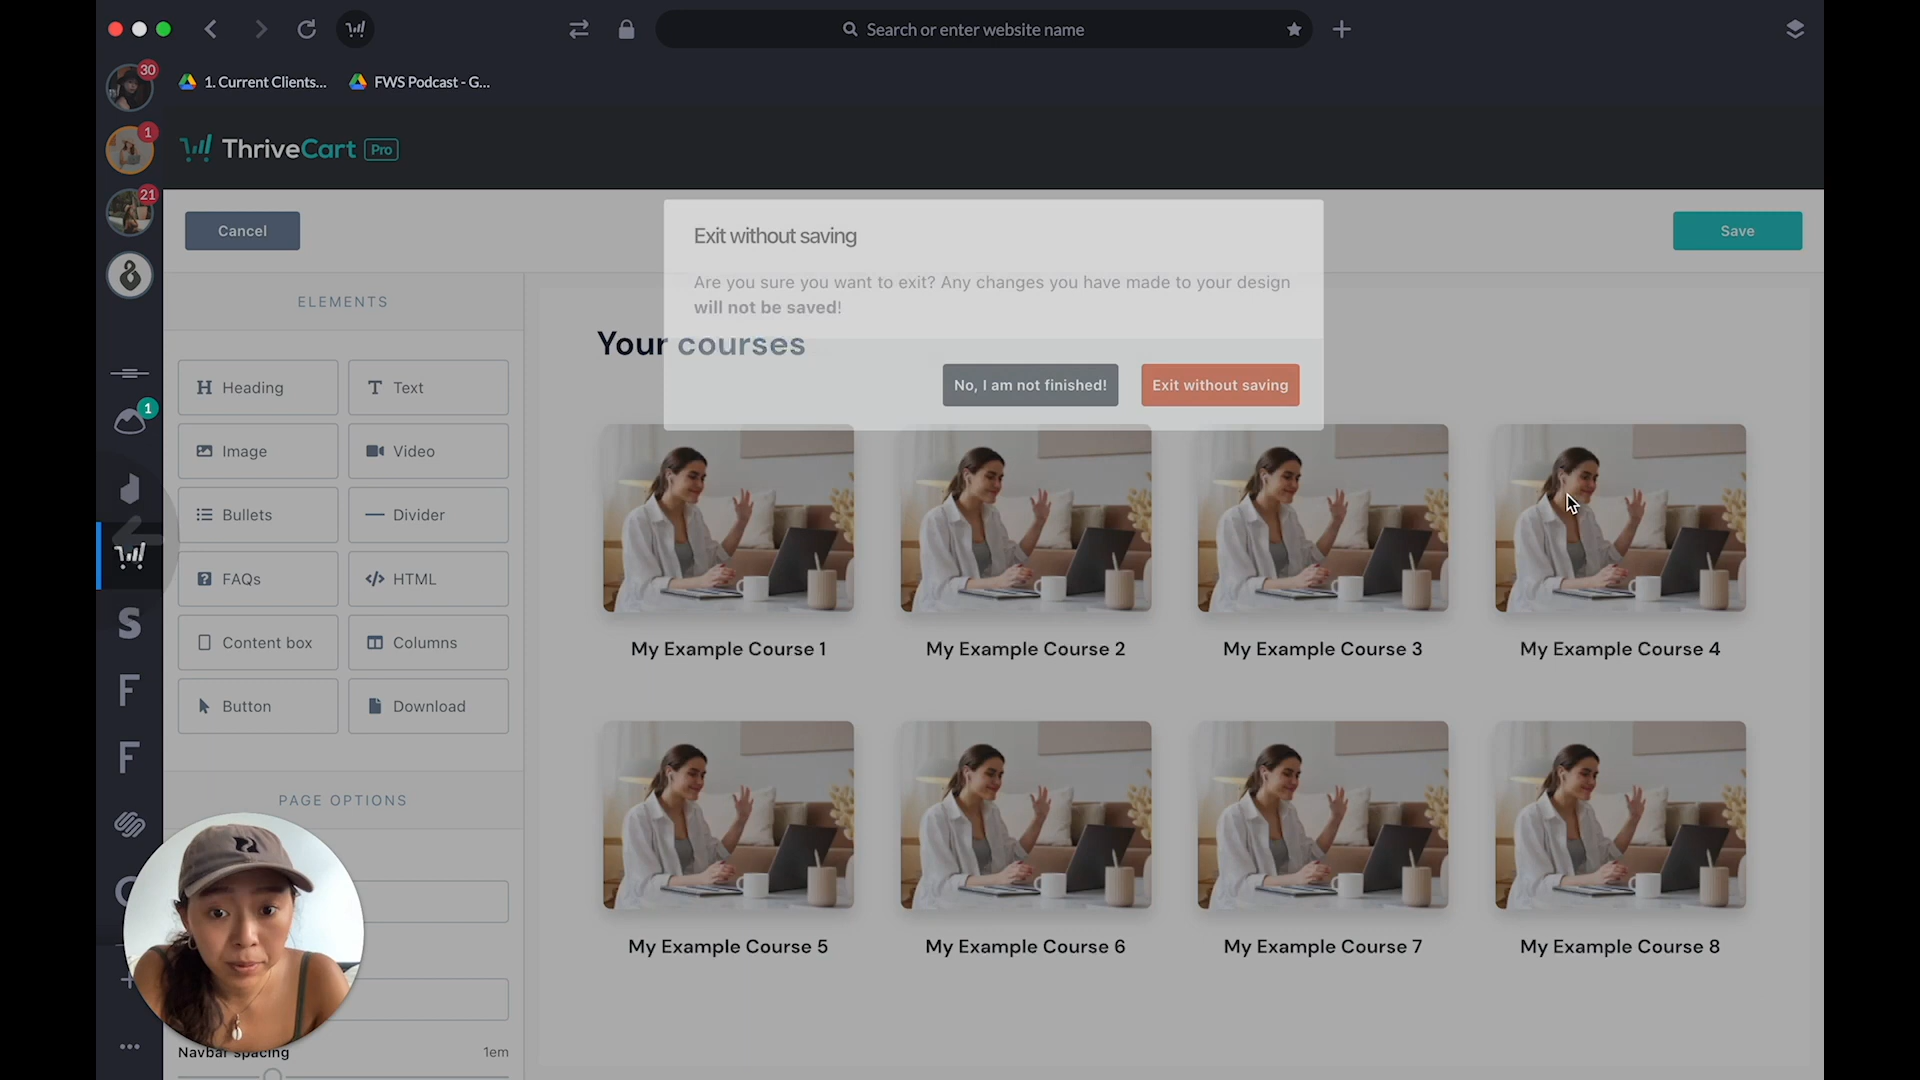 Search or enter website name
30
1. Current Clients...
FWS Podcast - G...
1
ThriveCart Pro
21
Cancel
Exit without saving
Save
Are you sure you want to exit? Any changes you have made to your design
will not be saved!
ELEMENTS
Your courses
No, I am not finished!
Exit without saving
Heading
Text
1
Image
Video
Bullets
Divider
FAQs
HTML
Content box
Columns
My Example Course 1
My Example Course 2
My Example Course 3
My Example Course 4
Button
Download
PAGE OPTIONS
My Example Course 5
My Example Course 6
My Example Course 7
My Example Course 8
Navbar spacing
1em